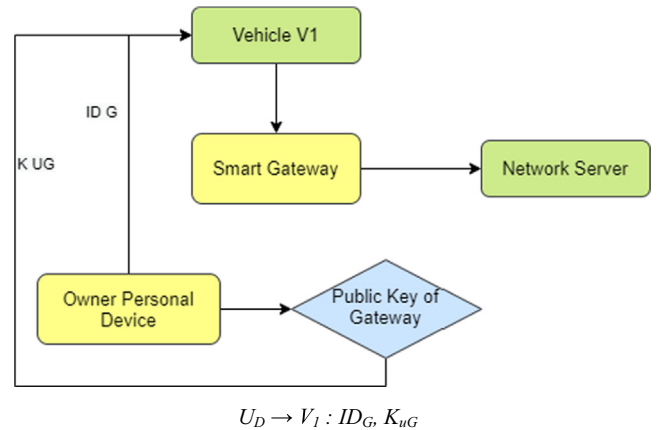 Vehicle V1
ID G
K UG
Smart Gateway
Network Server
Owner Personal
Device
Public Key of
Gateway
U_D → V_1 : ID_G, K_uG